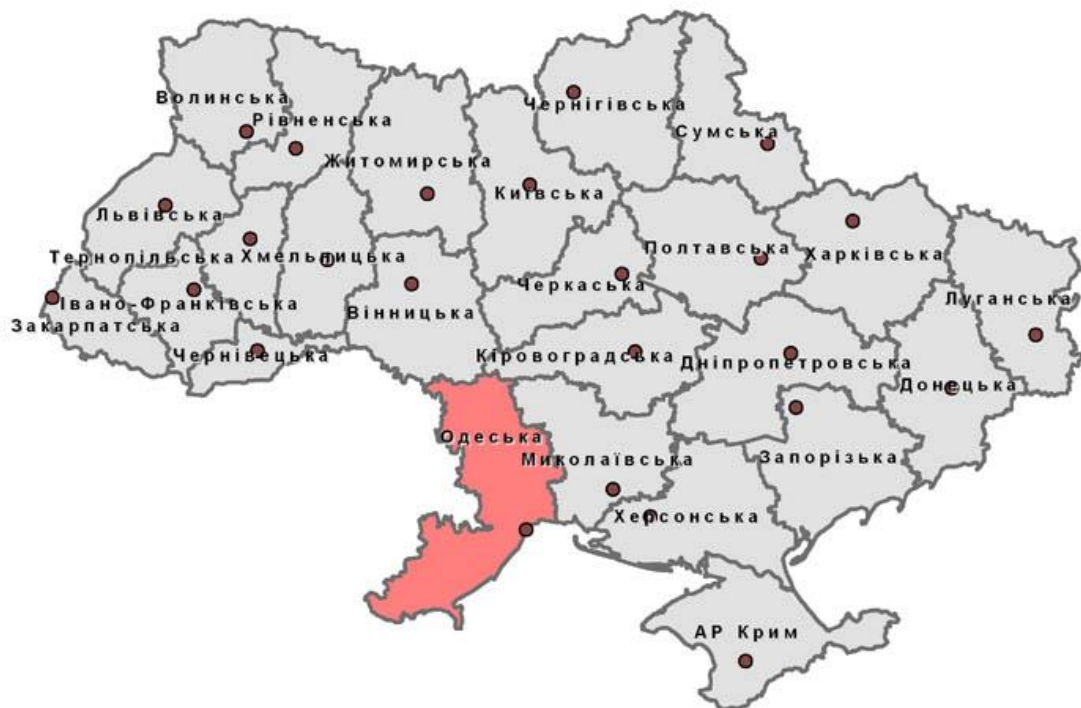 Волинська
Рівненська
Чернігівська
Сумська
Житомирська
Київська
Львівська
Тернопільська
Хмельницька
Полтавська
Харківська
Івано-Франківська
Закарпатська
Вінницька
Черкаська
Луганська
Чернівецька
Кіровоградська
Дніпропетровська
Донецька
Одеська
Миколаївська
Запорізька
Херсонська
АР Крим